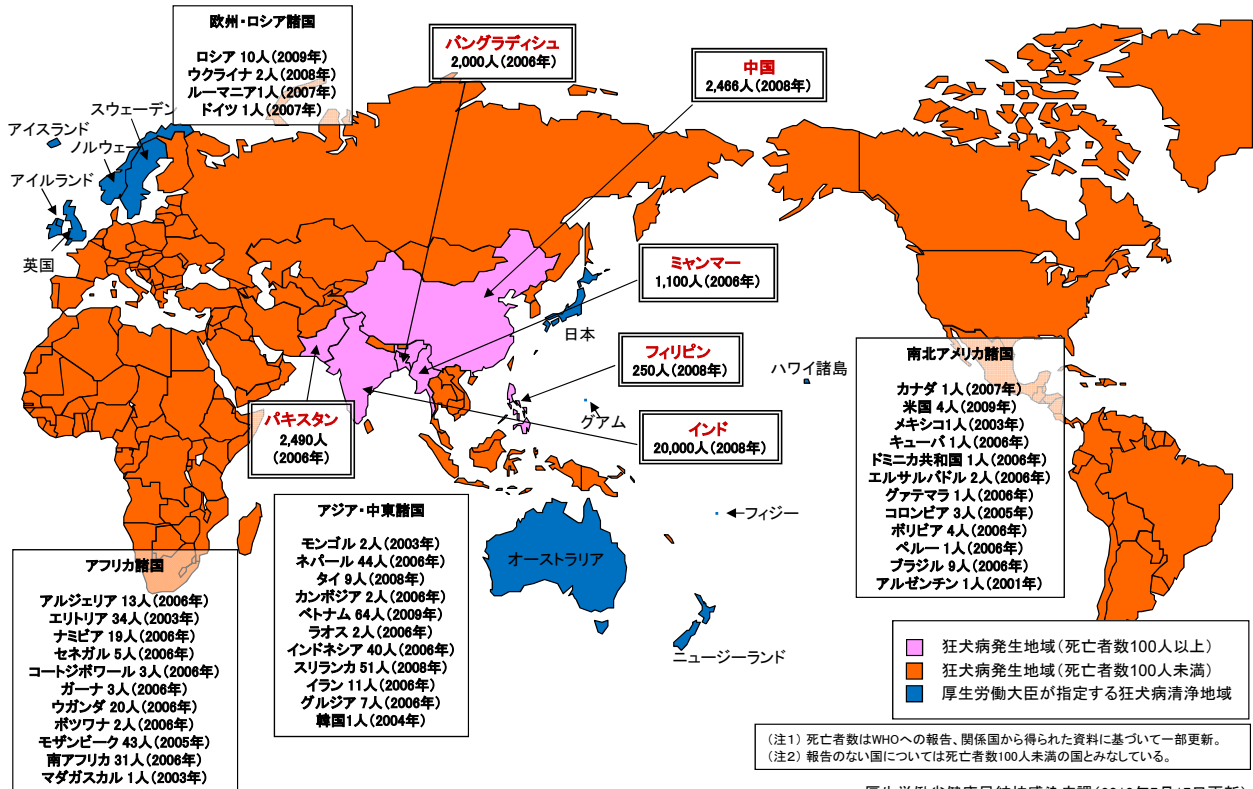 欧州・ロシア諸国
ロシア 10人(2009年)
ウクライナ 2人(2008年)
ルーマニア1人(2007年)
ドイツ 1人(2007年)
バングラディシュ
2,000人(2006年)
中国
2,466人(2008年)
スウェーデン
アイスランド
ノルウェー
アイルランド
英国
ミャンマー
1,100人(2006年)
日本
フィリピン
250人(2008年)
ハワイ諸島
グアム
パキスタン
2,490人
(2006年)
インド
20,000人(2008年)
南北アメリカ諸国
カナダ 1人(2007年)
米国 4人(2009年)
メキシコ1人(2003年)
キューバ 1人(2006年)
ドミニカ共和国 1人(2006年)
エルサルバドル 2人(2006年)
グァテマラ 1人(2006年)
コロンビア 3人(2005年)
ボリビア 4人(2006年)
ペルー 1人(2006年)
ブラジル 9人(2006年)
アルゼンチン 1人(2001年)
アジア・中東諸国
モンゴル 2人(2003年)
ネパール 44人(2006年)
タイ 9人(2008年)
カンボジア 2人(2006年)
ベトナム 64人(2009年)
ラオス 2人(2006年)
インドネシア 40人(2006年)
スリランカ 51人(2008年)
イラン 11人(2006年)
グルジア 7人(2006年)
韓国1人(2004年)
フィジー
オーストラリア
ニュージーランド
アフリカ諸国
アルジェリア 13人(2006年)
エリトリア 34人(2003年)
ナミビア 19人(2006年)
セネガル 5人(2006年)
コートジボワール 3人(2006年)
ガーナ 3人(2006年)
ウガンダ 20人(2006年)
ボツワナ 2人(2006年)
モザンビーク 43人(2005年)
南アフリカ 31人(2006年)
マダガスカル 1人(2003年)
狂犬病発生地域(死亡者数100人以上)
狂犬病発生地域(死亡者数100人未満)
厚生労働大臣が指定する狂犬病清浄地域
(注1) 死亡者数はWHOへの報告、関係国から得られた資料に基づいて一部更新。
(注2) 報告のない国については死亡者数100人未満の国とみなしている。